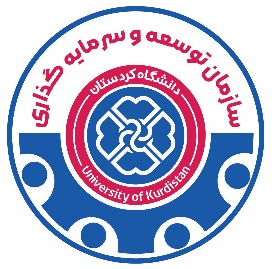 سازمان توسعه و سرمایه گذاری
دانشگاه کردستان
University of Kurdistan